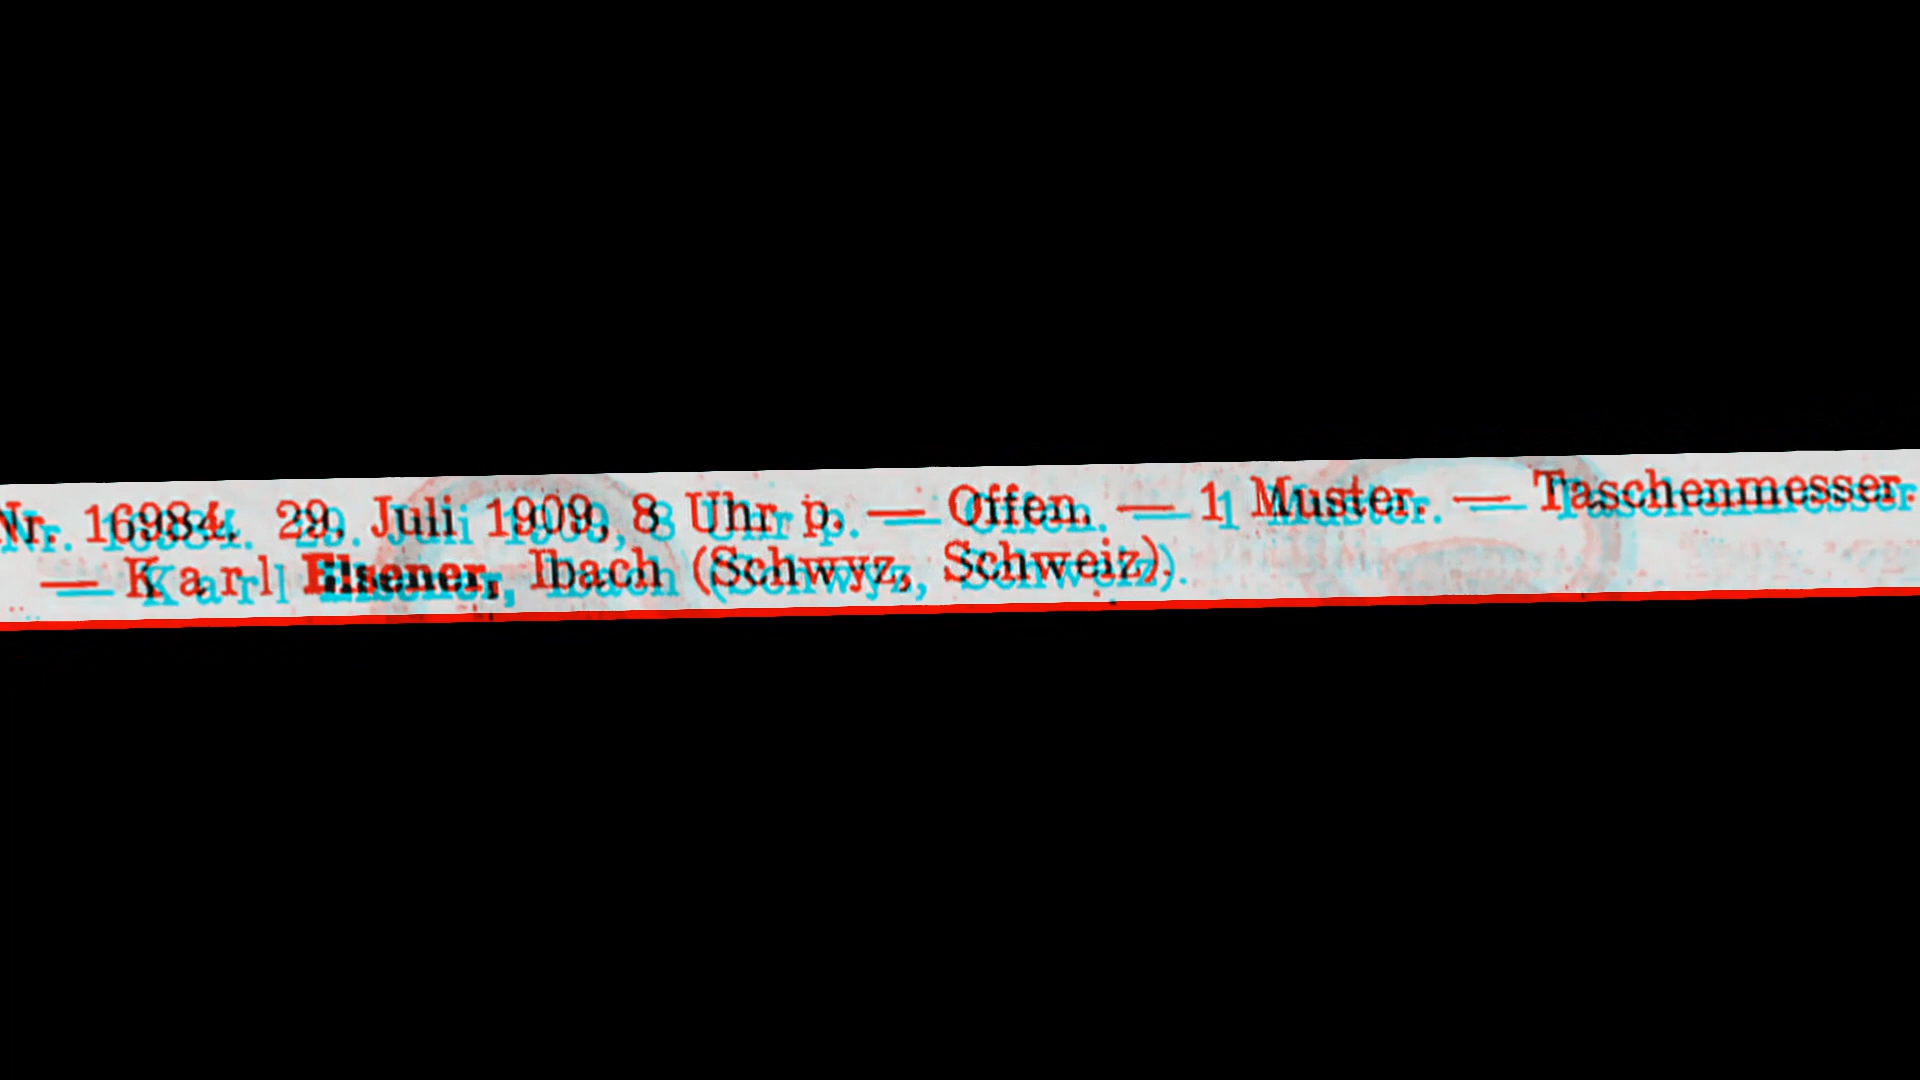 Nr. 16984. 29. Juli 1909, 8 Uhr p. — Offen. — 1 Muster. — Taschenmesser.
— Karl Elsener, Ibach (Schwyz, Schweiz).